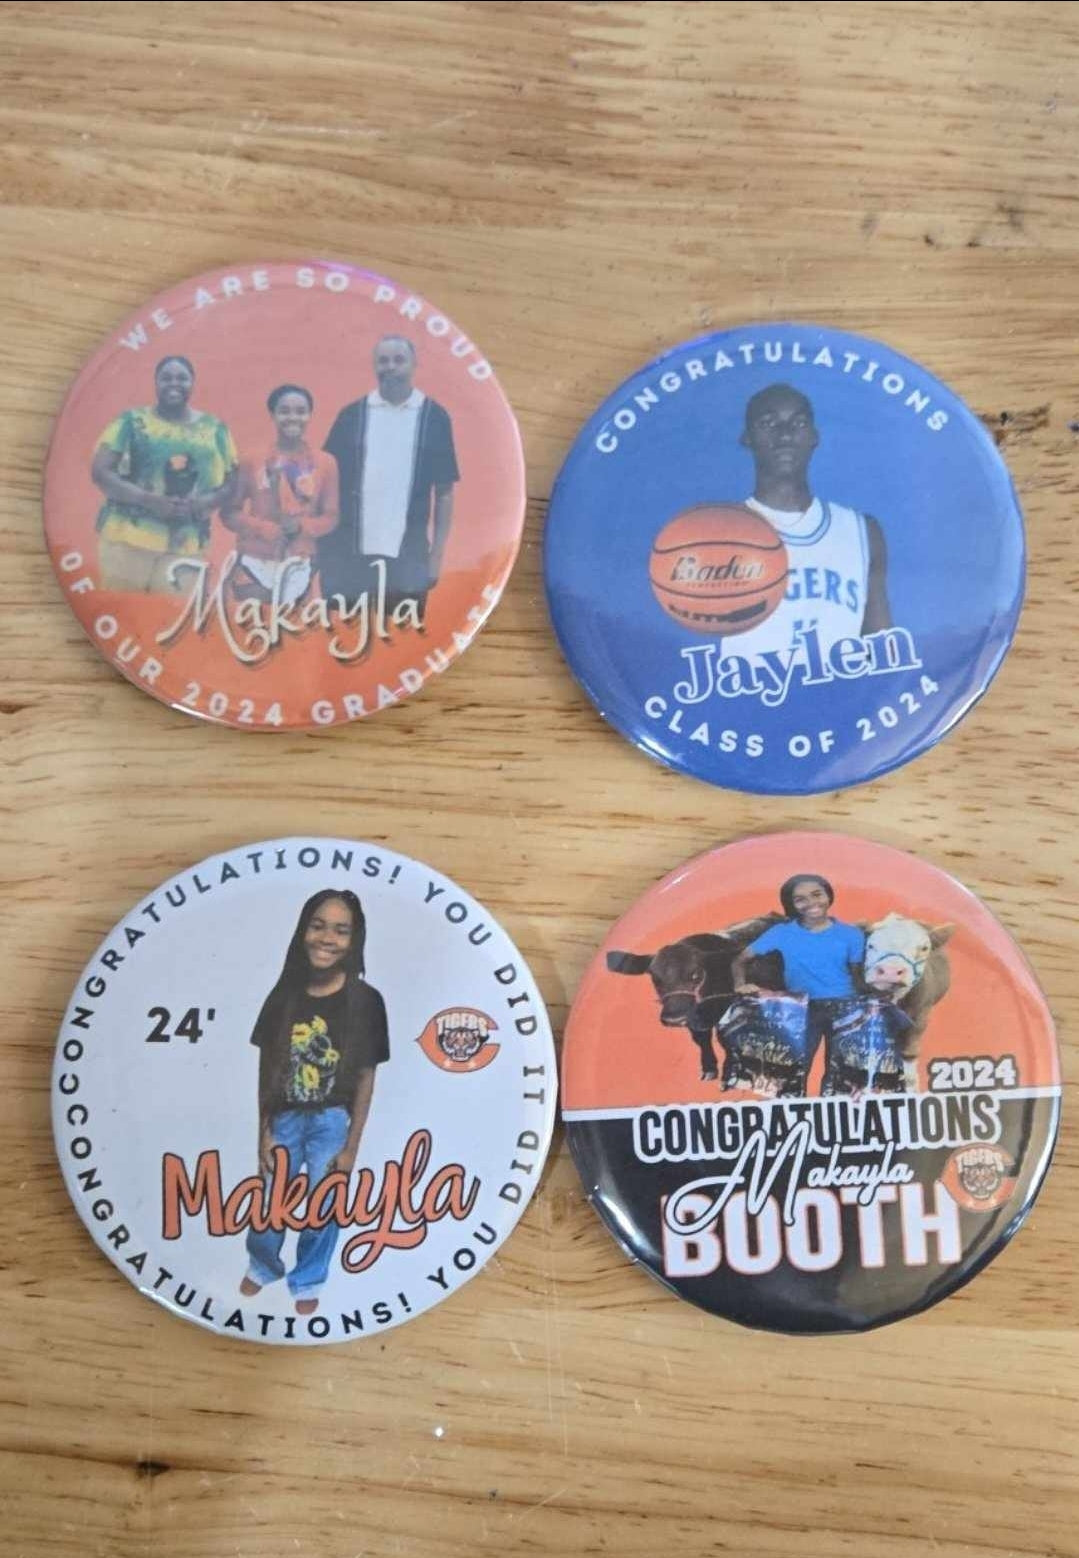 WE ARE SO PROUD
Makayla
OF OUR 2024 GRADUATE
CONGRATULATIONS
Baden
GERS
Jaylen
CLASS OF 2024
CONGRATULATIONS! YOU DID IT
24'
TIGERS
C
Makayla
CONGRATULATIONS! YOU DID IT
2024
CONGRATULATIONS
Makayla
TIGERS
BOOTH